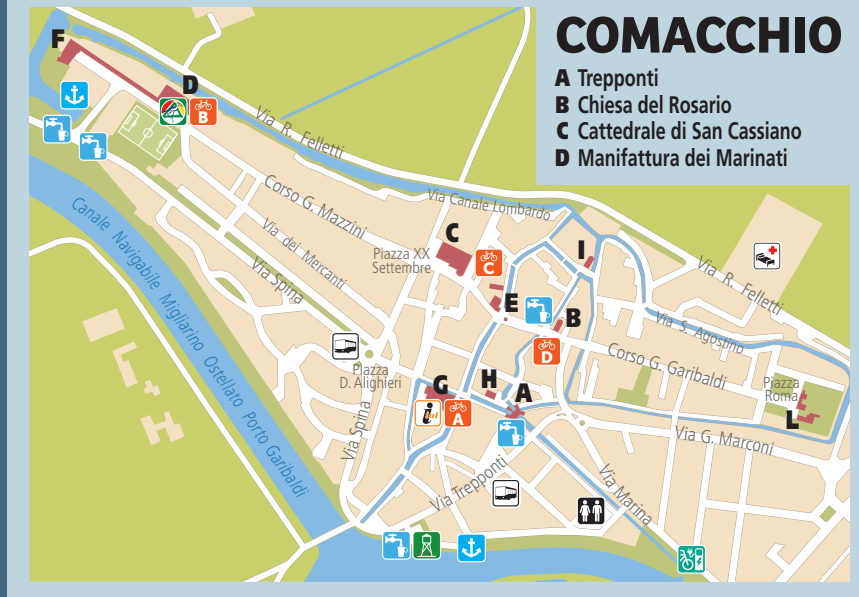 COMACCHIO
A Trepponti
B Chiesa del Rosario
C Cattedrale di San Cassiano
D Manifattura dei Marinati
F
D
B
Via R. Felletti
Corso G. Mazzini
Via dei Mercanti
Via Spina
Canale Navigabile Migliarino Ostellato Porto Garibaldi
Via Canale Lombardo
C
Piazza XX
Settembre
C
I
Via R. Felletti
E
B
Via S. Agostino
D
Corso G. Garibaldi
Piazza
D. Alighieri
G
H
A
Piazza
Roma
L
i
A
Via Spina
Via G. Marconi
Via Trepponti
Via Marina